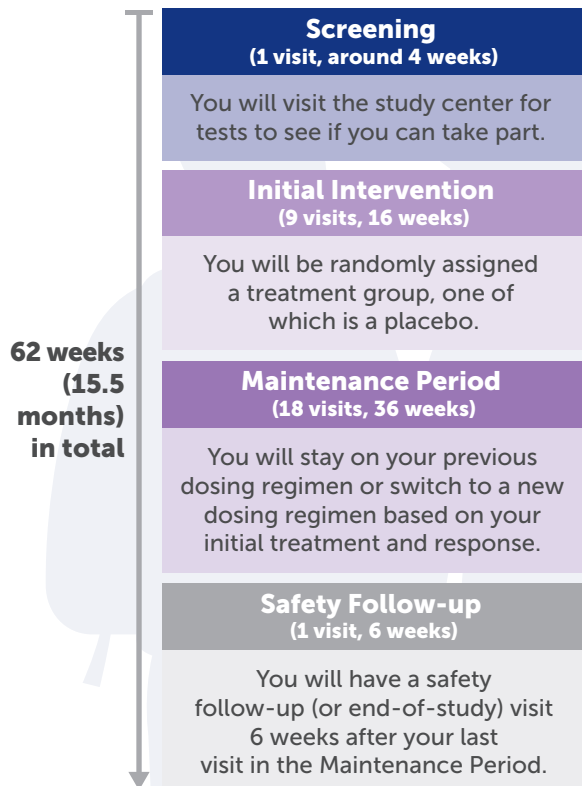 Screening
(1 visit, around 4 weeks)
You will visit the study center for
tests to see if you can take part.
Initial Intervention
(9 visits, 16 weeks)
You will be randomly assigned
a treatment group, one of
which is a placebo.
62 weeks
(15.5
months)
in total
Maintenance Period
(18 visits, 36 weeks)
You will stay on your previous
dosing regimen or switch to a new
dosing regimen based on your
initial treatment and response.
Safety Follow-up
(1 visit, 6 weeks)
You will have a safety
follow-up (or end-of-study) visit
6 weeks after your last
visit in the Maintenance Period.